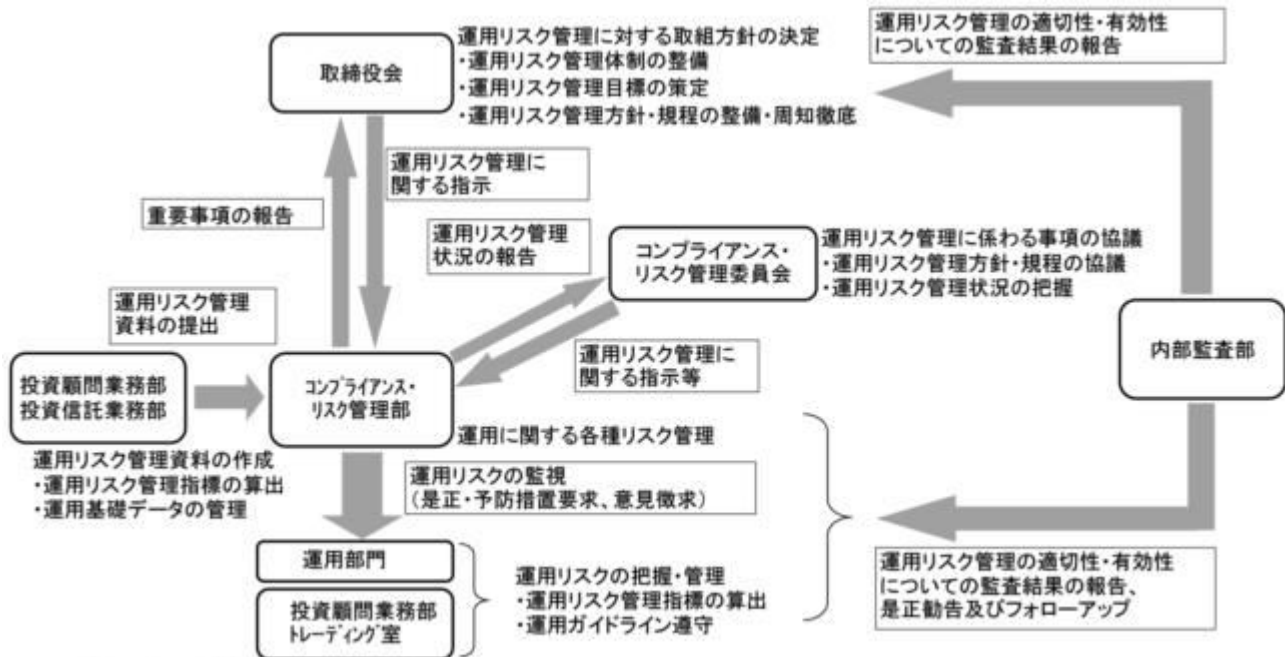 取締役会
運用リスク管理に対する取組方針の決定
・運用リスク管理体制の整備
・運用リスク管理目標の策定
・運用リスク管理方針・規程の整備・周知徹底
運用リスク管理の適切性・有効性
についての監査結果の報告
運用リスク管理に
関する指示
重要事項の報告
運用リスク管理
状況の報告
コンプライアンス・
リスク管理委員会
運用リスク管理に係わる事項の協議
・運用リスク管理方針・規程の協議
・運用リスク管理状況の把握
運用リスク管理
資料の提出
運用リスク管理に
関する指示等
内部監査部
投資顧問業務部
投資信託業務部
コンプライアンス・
リスク管理部
運用に関する各種リスク管理
運用リスク管理資料の作成
・運用リスク管理指標の算出
・運用基礎データの管理
運用リスクの監視
(是正・予防措置要求、意見徴求)
運用部門
投資顧問業務部
トレーディング室
運用リスクの把握・管理
・運用リスク管理指標の算出
・運用ガイドライン遵守
運用リスク管理の適切性・有効性
についての監査結果の報告、
是正勧告及びフォローアップ